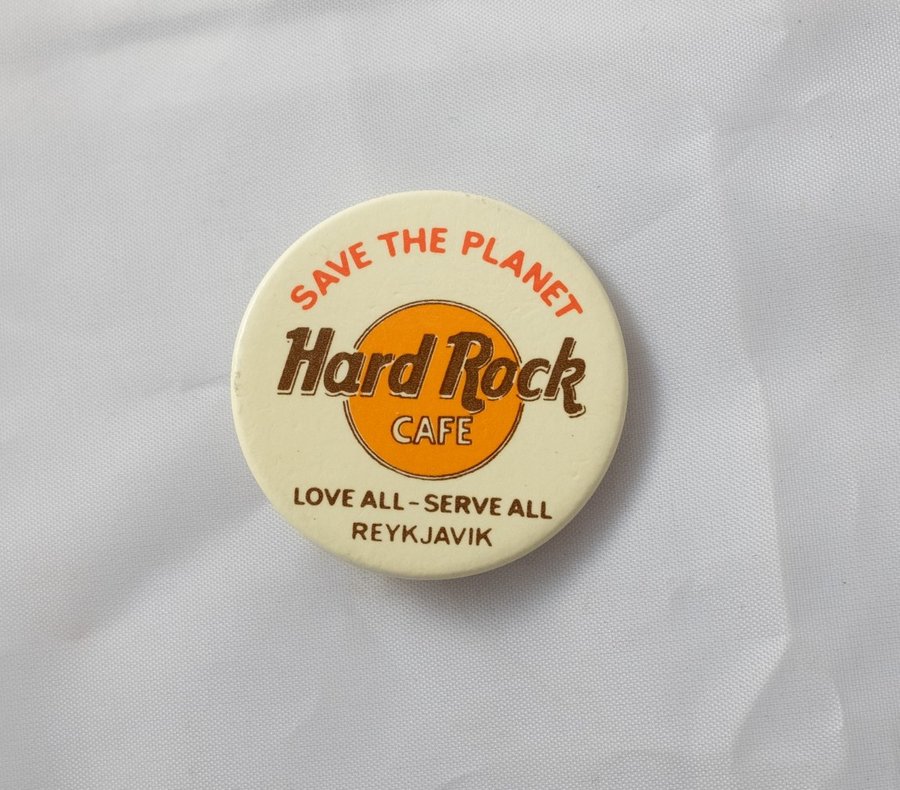 SAVE THE PLANET
Hard Rock
CAFE
LOVE ALL - SERVE ALL
REYKJAVIK